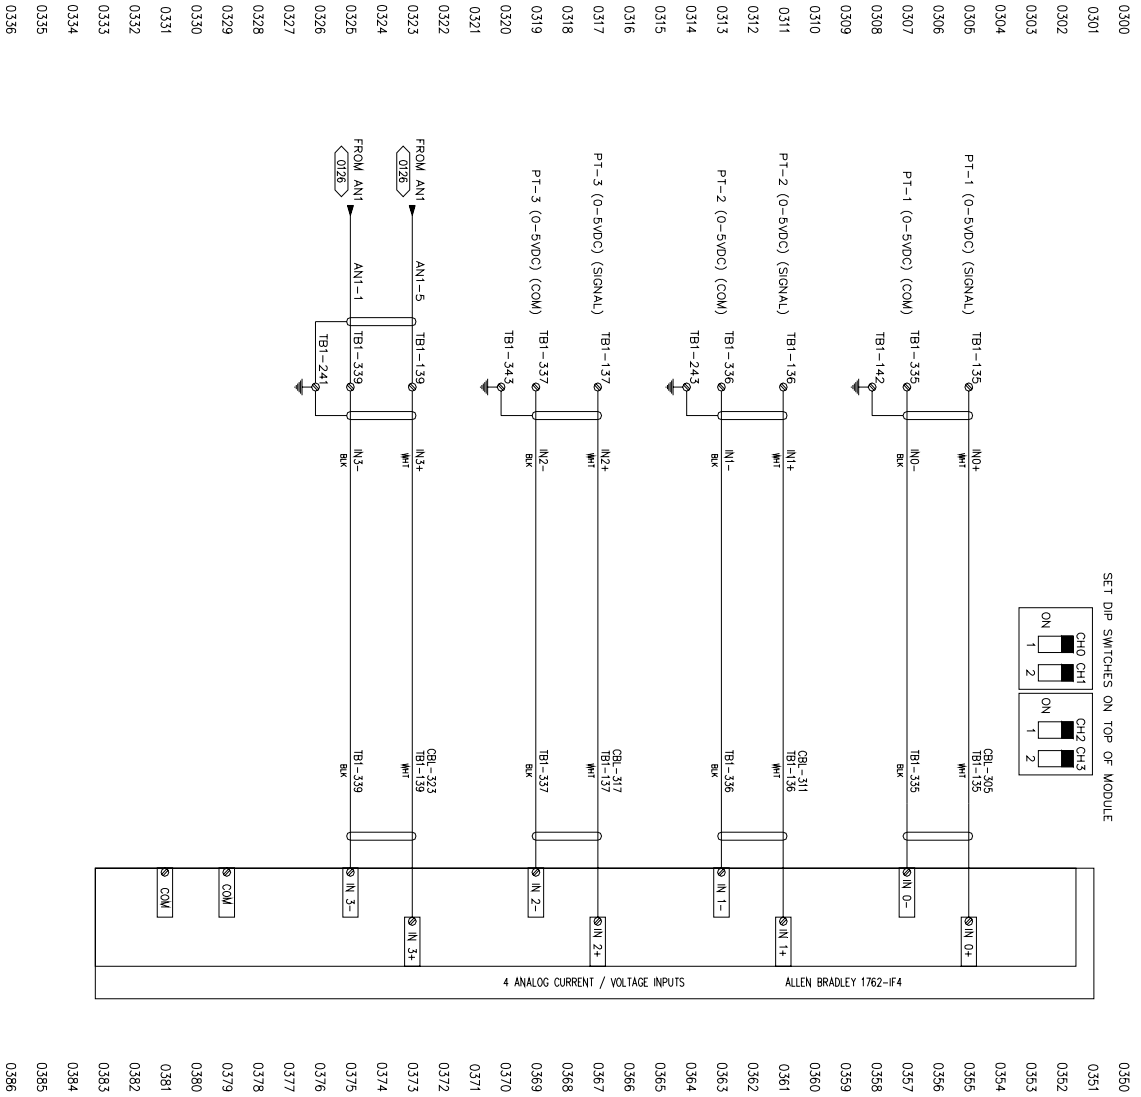 0300
0301
0302
0303
0304
0305
0306
0307
0308
0309
0310
0311
0312
0313
0314
0315
0316
0317
0318
0319
0320
0321
0322
0323
0324
0325
0326
0327
0328
0329
0330
0331
0332
0333
0334
0335
0336
SET DIP SWITCHES ON TOP OF MODULE
CH0 CH1
ON
1 2
CH2 CH3
ON
1 2
PT-1 (0-5VDC) (SIGNAL)
TB1-135
IN0+
WHT
CBL-305
TB1-135
WHT
IN 0+
PT-1 (0-5VDC) (COM)
TB1-335
IN0-
BLK
TB1-335
BLK
IN 0-
TB1-142
PT-2 (0-5VDC) (SIGNAL)
TB1-136
IN1+
WHT
CBL-311
TB1-136
WHT
IN 1+
PT-2 (0-5VDC) (COM)
TB1-336
IN1-
BLK
TB1-336
BLK
IN 1-
TB1-243
PT-3 (0-5VDC) (SIGNAL)
TB1-137
IN2+
WHT
CBL-317
TB1-137
WHT
IN 2+
PT-3 (0-5VDC) (COM)
TB1-337
IN2-
BLK
TB1-337
BLK
IN 2-
TB1-343
FROM AN1
0126
AN1-5
TB1-139
IN3+
WHT
CBL-323
TB1-139
WHT
IN 3+
FROM AN1
0126
AN1-1
TB1-339
IN3-
BLK
TB1-339
BLK
IN 3-
TB1-241
COM
COM
ALLEN BRADLEY 1762-IF4
4 ANALOG CURRENT / VOLTAGE INPUTS
0350
0351
0352
0353
0354
0355
0356
0357
0358
0359
0360
0361
0362
0363
0364
0365
0366
0367
0368
0369
0370
0371
0372
0373
0374
0375
0376
0377
0378
0379
0380
0381
0382
0383
0384
0385
0386